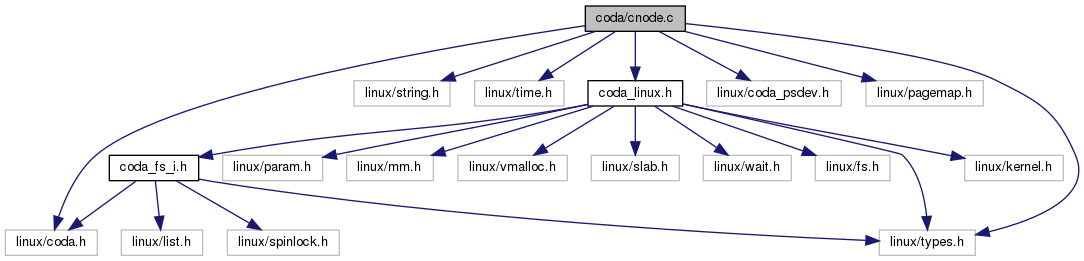 coda/cnode.c
linux/string.h
linux/time.h
coda_linux.h
linux/coda_psdev.h
linux/pagemap.h
coda_fs_i.h
linux/param.h
linux/mm.h
linux/vmalloc.h
linux/slab.h
linux/wait.h
linux/fs.h
linux/kernel.h
linux/coda.h
linux/list.h
linux/spinlock.h
linux/types.h